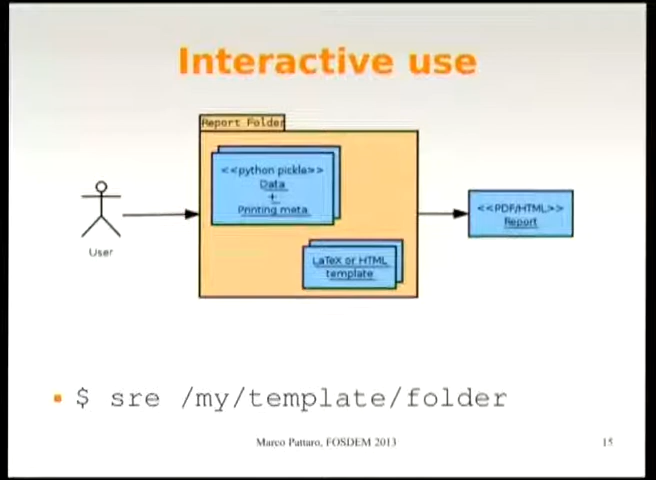 Interactive use
Report Folder
<<python pickle>>
Data
+
Printing meta
User
<<PDF/HTML>>
Report
LaTeX or HTML
template
$ sre /my/template/folder
Marco Pattaro, FOSDEM 2013
15